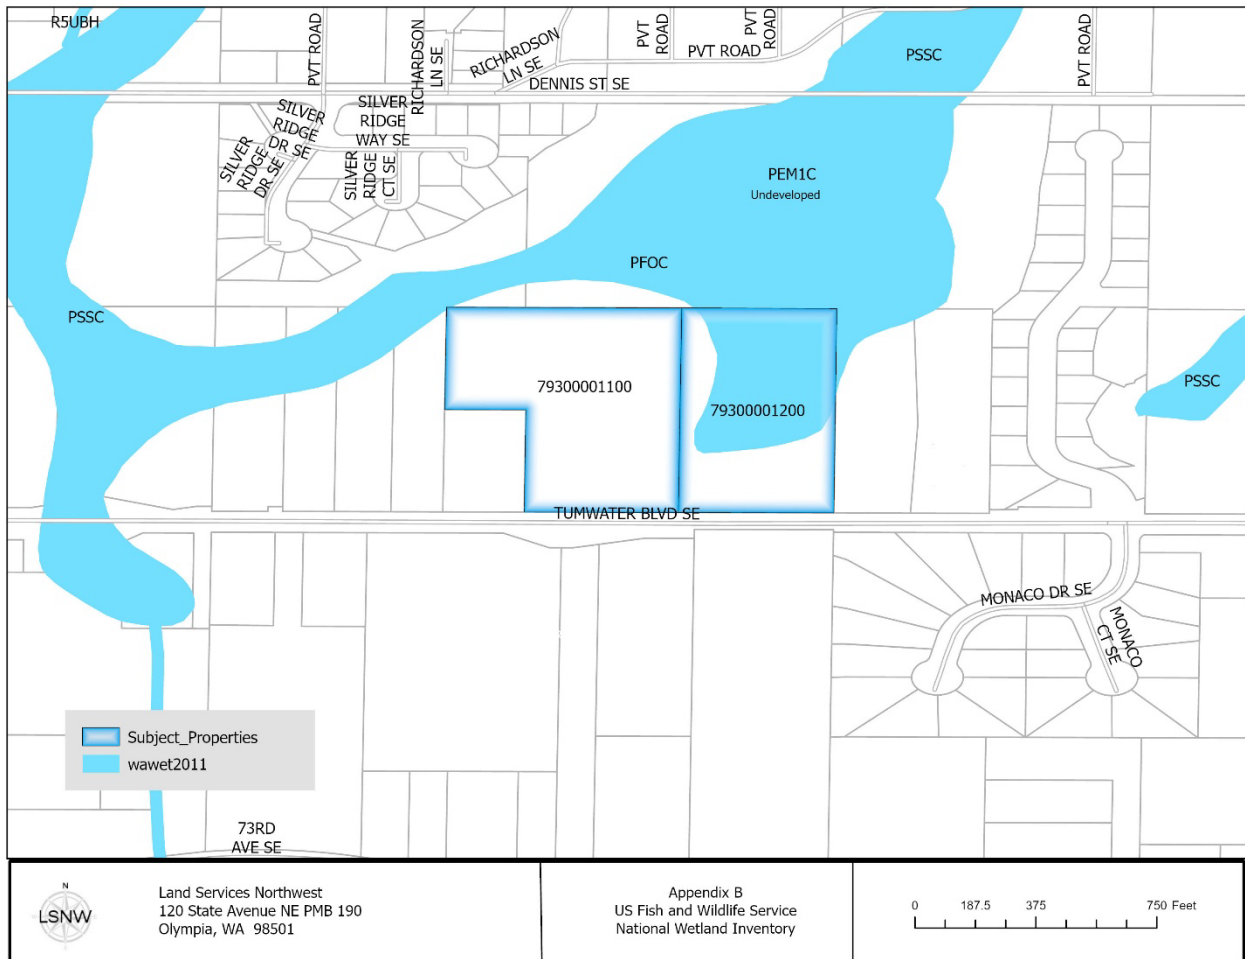 R5UBH
PVT ROAD
RICHARDSON
LN SE
RICHARDSON
LN SE
PVT
ROAD
PVT ROAD
PVT
ROAD
PSSC
PVT ROAD
DENNIS ST SE
SILVER
RIDGE
DR SE
SILVER
RIDGE
WAY SE
SILVER
RIDGE
DR SE
SILVER
RIDGE
CT SE
PEM1C
Undeveloped
PFOC
PSSC
79300001100
79300001200
PSSC
TUMWATER BLVD SE
MONACO DR SE
MONACO
CT SE
Subject_Properties
wawet2011
73RD
AVE SE
N
LSNW
Land Services Northwest
120 State Avenue NE PMB 190
Olympia, WA 98501
Appendix B
US Fish and Wildlife Service
National Wetland Inventory
0 187.5 375 750 Feet